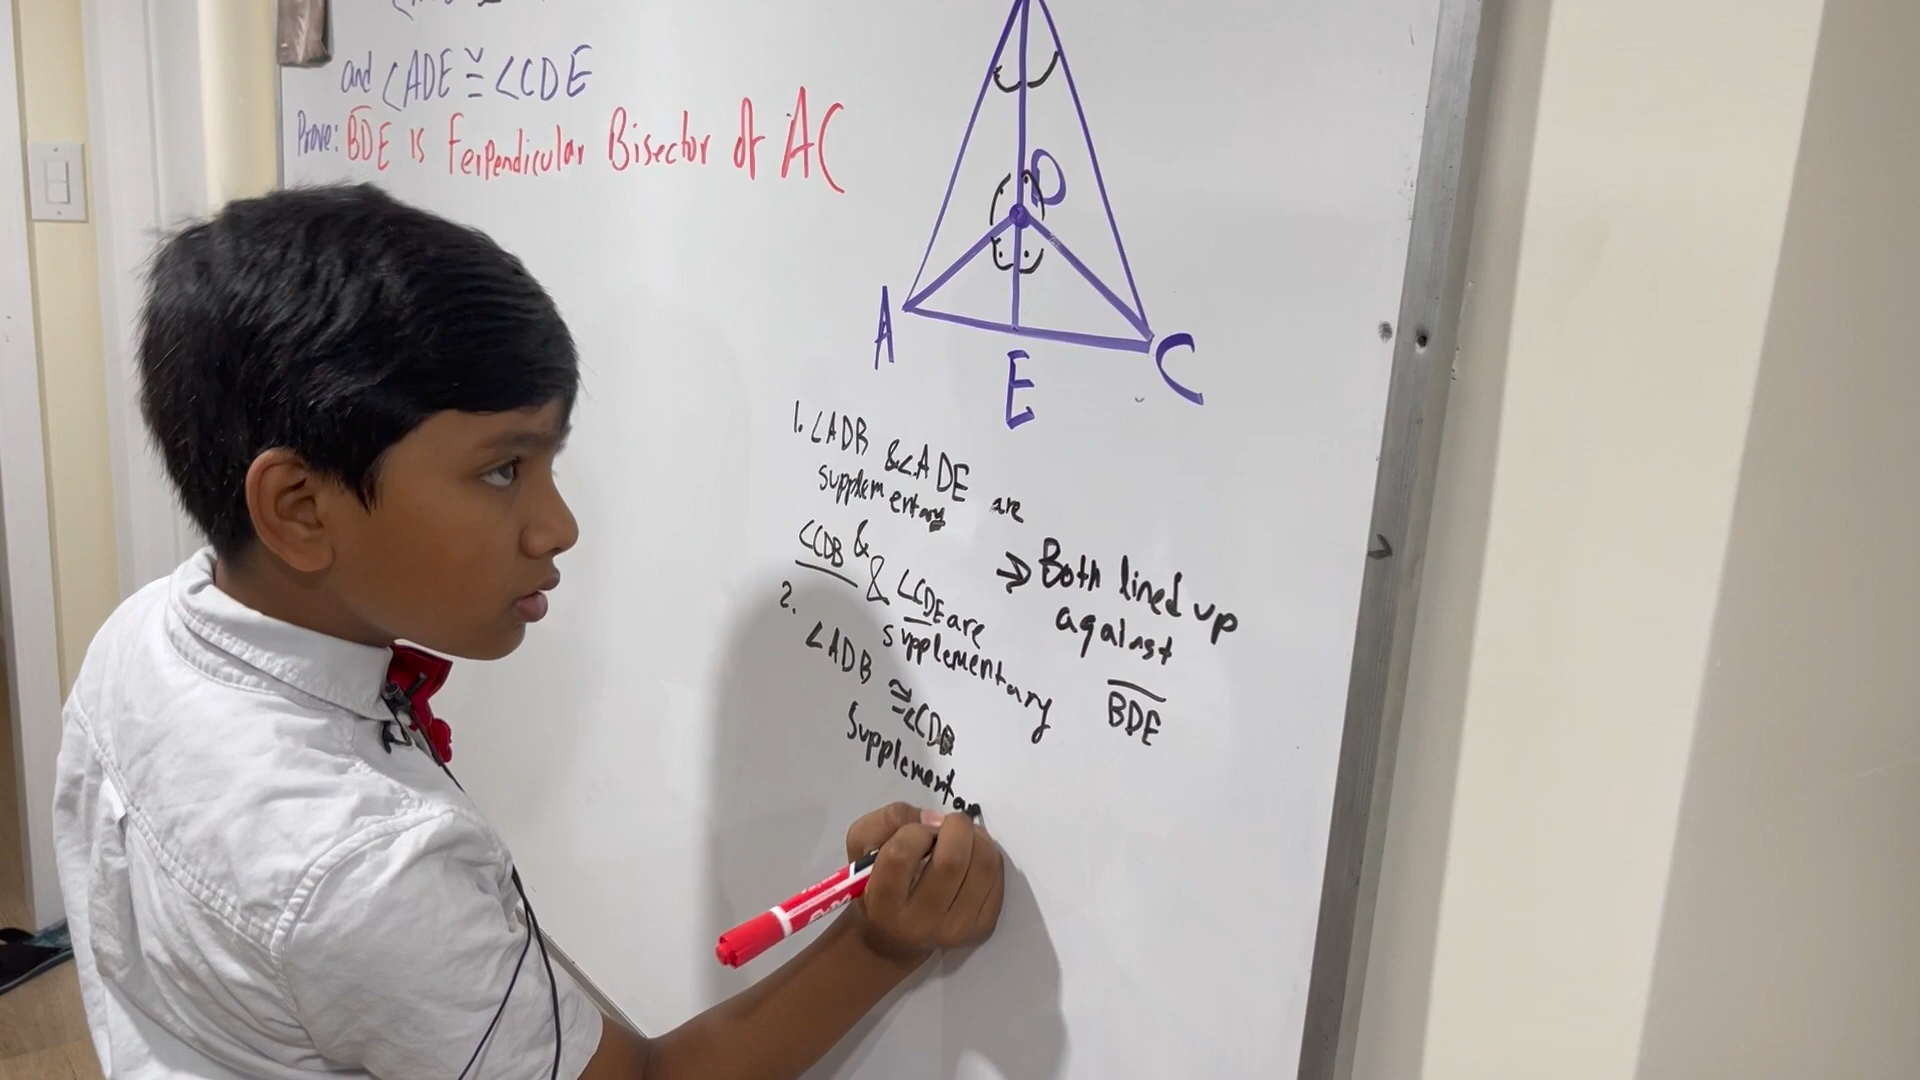 and ∠ADE ≅ ∠CDE
Prove: BDE is Perpendicular Bisector of AC
D
A
C
E
1. ∠ADB & ∠ADE are
supplementary
∠CDB &
& ∠CDE are
supplementary
→ Both lined up
against
BDE
2.
∠ADB
≅ ∠CDB
Supplementar